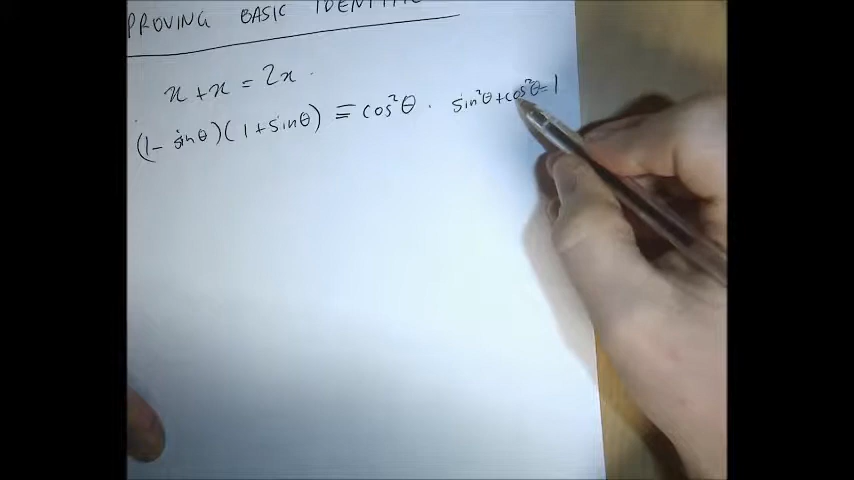 PROVING BASIC
x + x = 2x .
(1 - sinθ)(1 + sinθ) ≡ cos²θ . sin²θ + cos²θ = 1